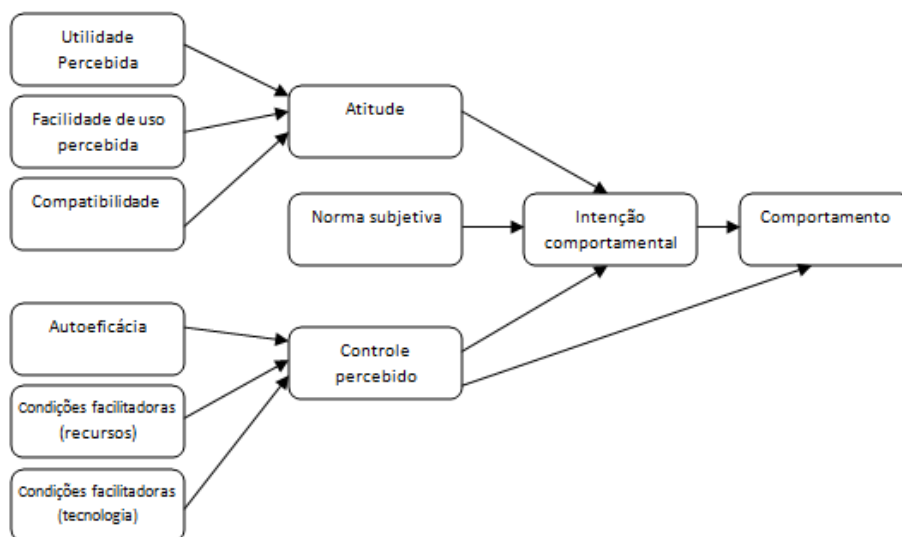 Utilidade
Percebida
Facilidade de uso
percebida
Compatibilidade
Atitude
Norma subjetiva
Intenção
comportamental
Comportamento
Autoeficácia
Controle
percebido
Condições facilitadoras
(recursos)
Condições facilitadoras
(tecnologia)